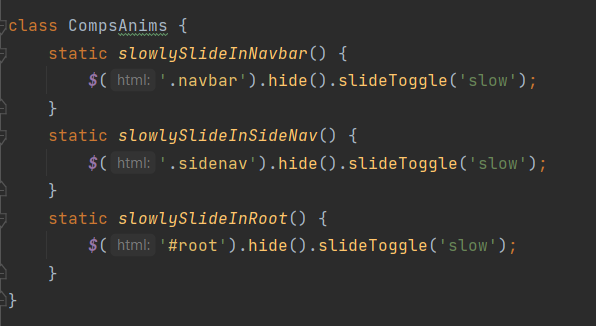 class CompsAnims {
static slowlySlideInNavbar() {
$( html: '.navbar').hide().slideToggle('slow');
}
static slowlySlideInSideNav() {
$( html: '.sidenav').hide().slideToggle('slow');
}
static slowlySlideInRoot() {
$( html: '#root').hide().slideToggle('slow');
}
}